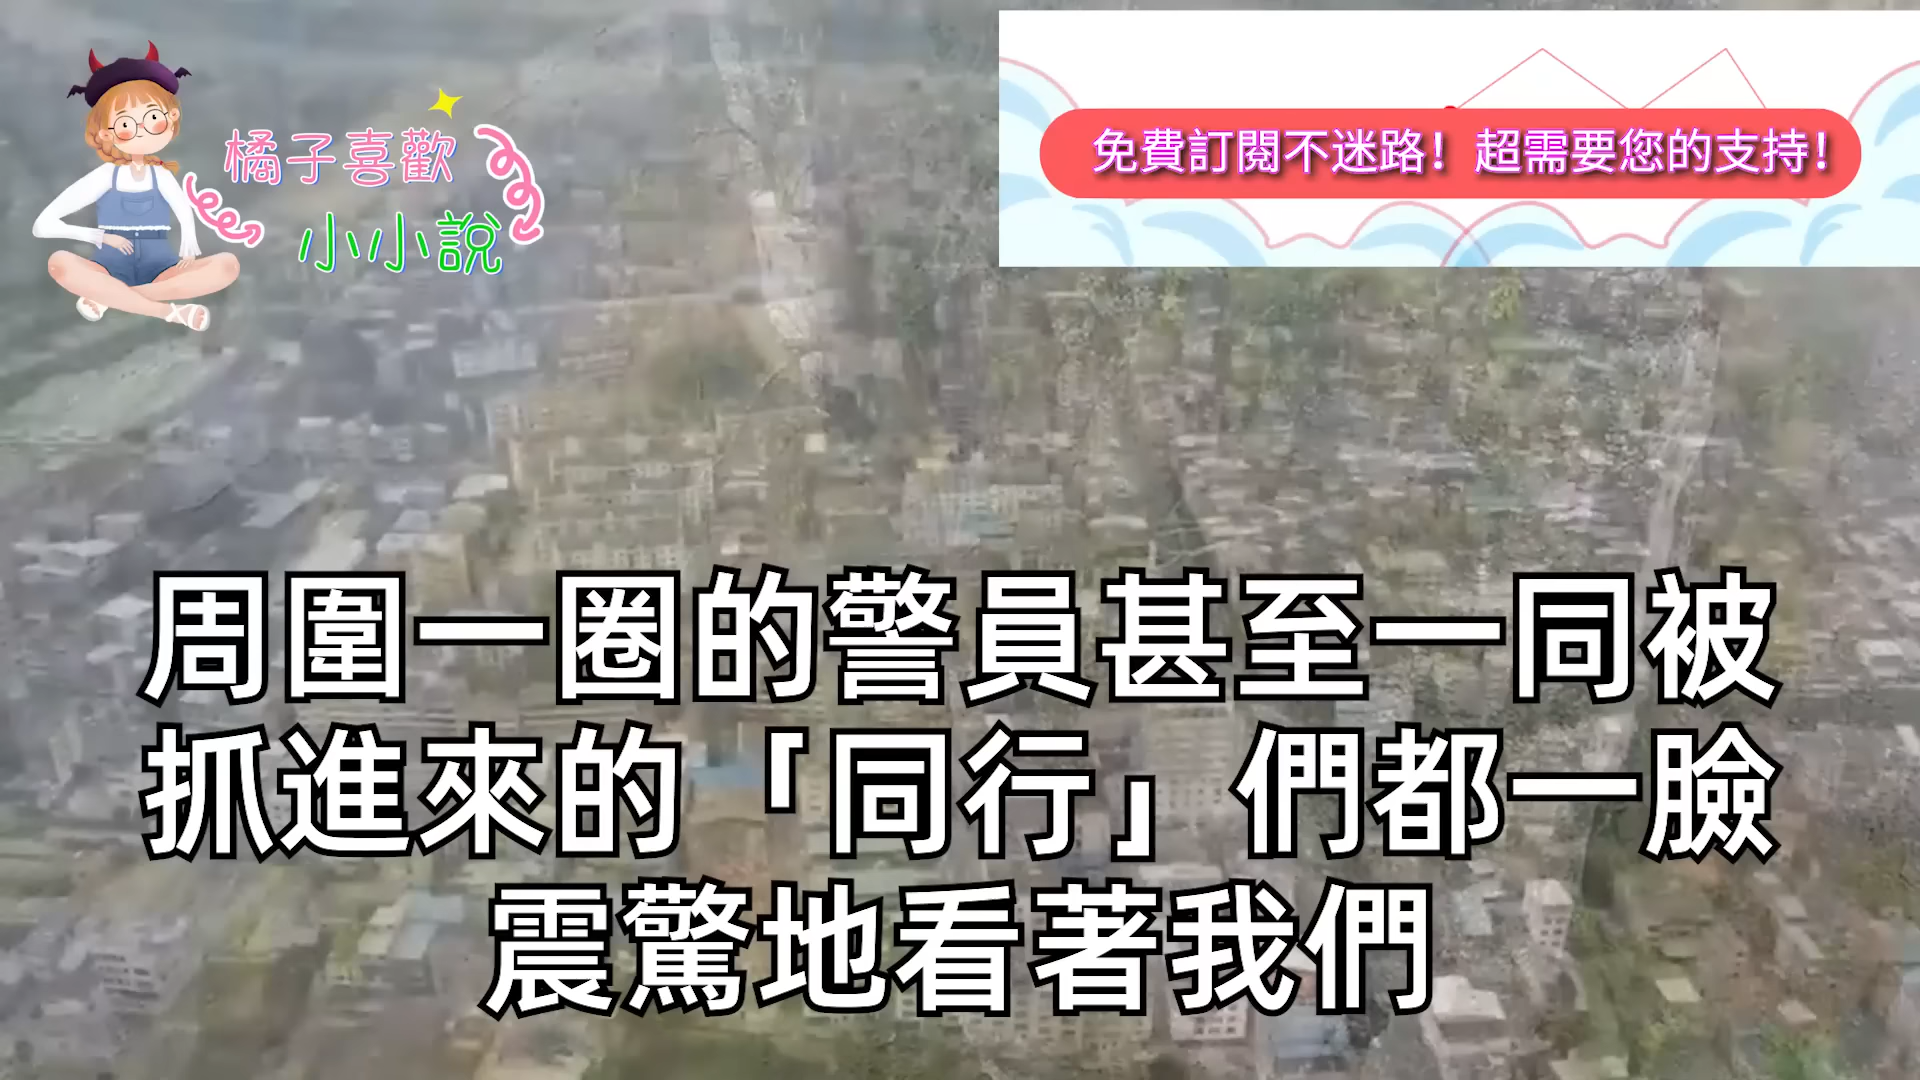 橘子喜歡
小小說
免費訂閱不迷路！超需要您的支持！
周圍一圈的警員甚至一同被
抓進來的「同行」們都一臉
震驚地看著我們